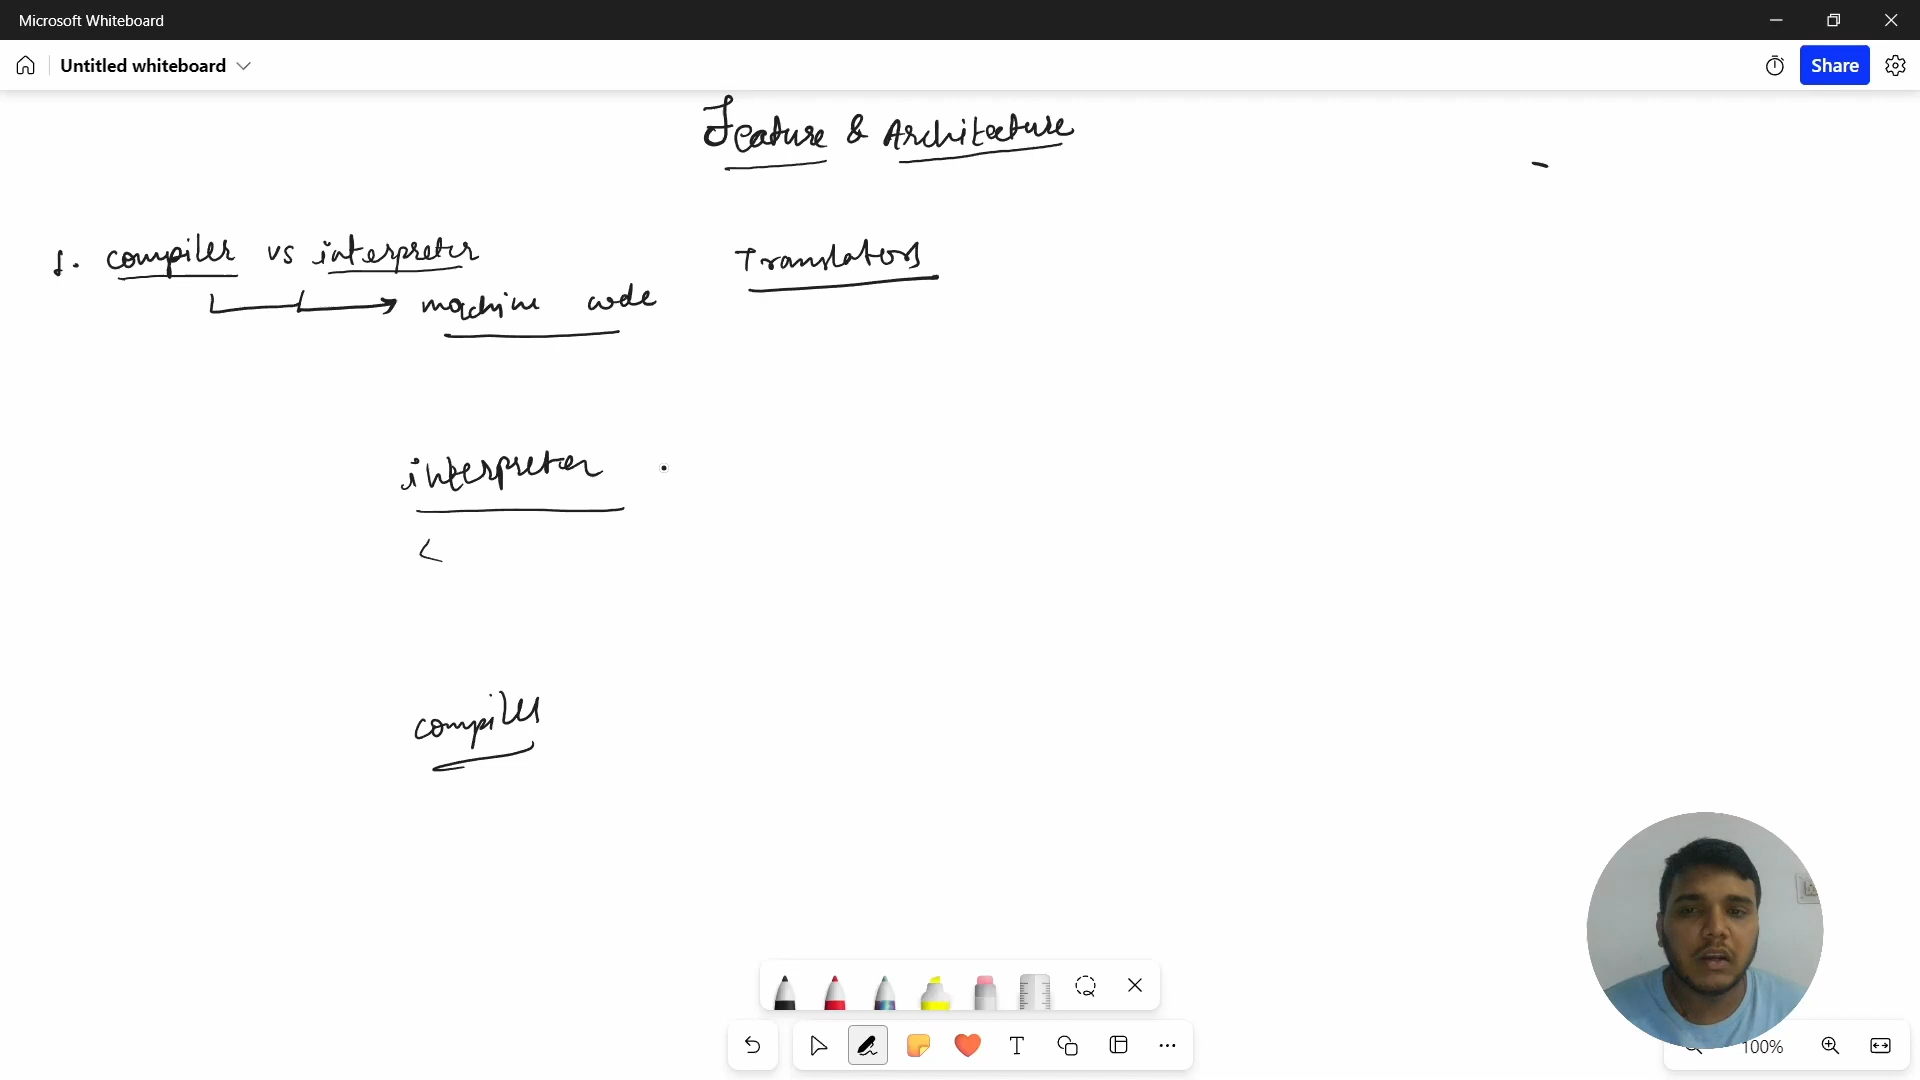 Microsoft Whiteboard
Untitled whiteboard
Share
Feature & Architecture
1. compiler vs interpreter
Translators
machine code
interpreter
compiler
100%